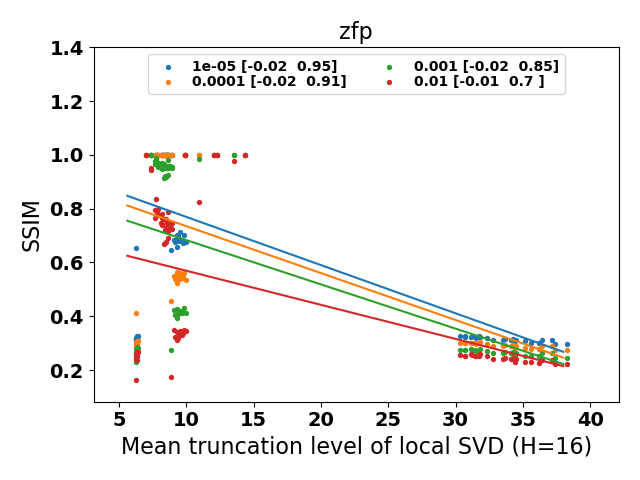 zfp
1.4
1e-05 [-0.02  0.95]
0.0001 [-0.02  0.91]
0.001 [-0.02  0.85]
0.01 [-0.01  0.7 ]
1.2
1.0
0.8
0.6
0.4
0.2
SSIM
5 10 15 20 25 30 35 40
Mean truncation level of local SVD (H=16)